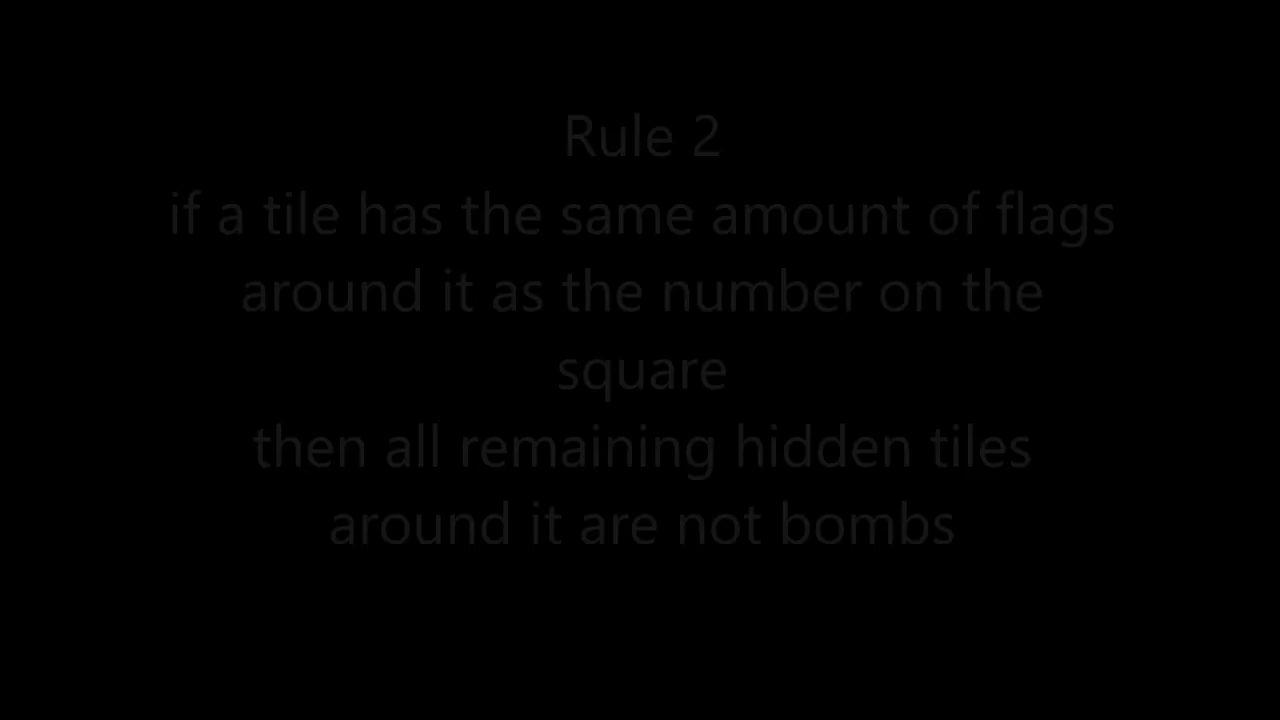 Rule 2
if a tile has the same amount of flags
around it as the number on the
square
then all remaining hidden tiles
around it are not bombs